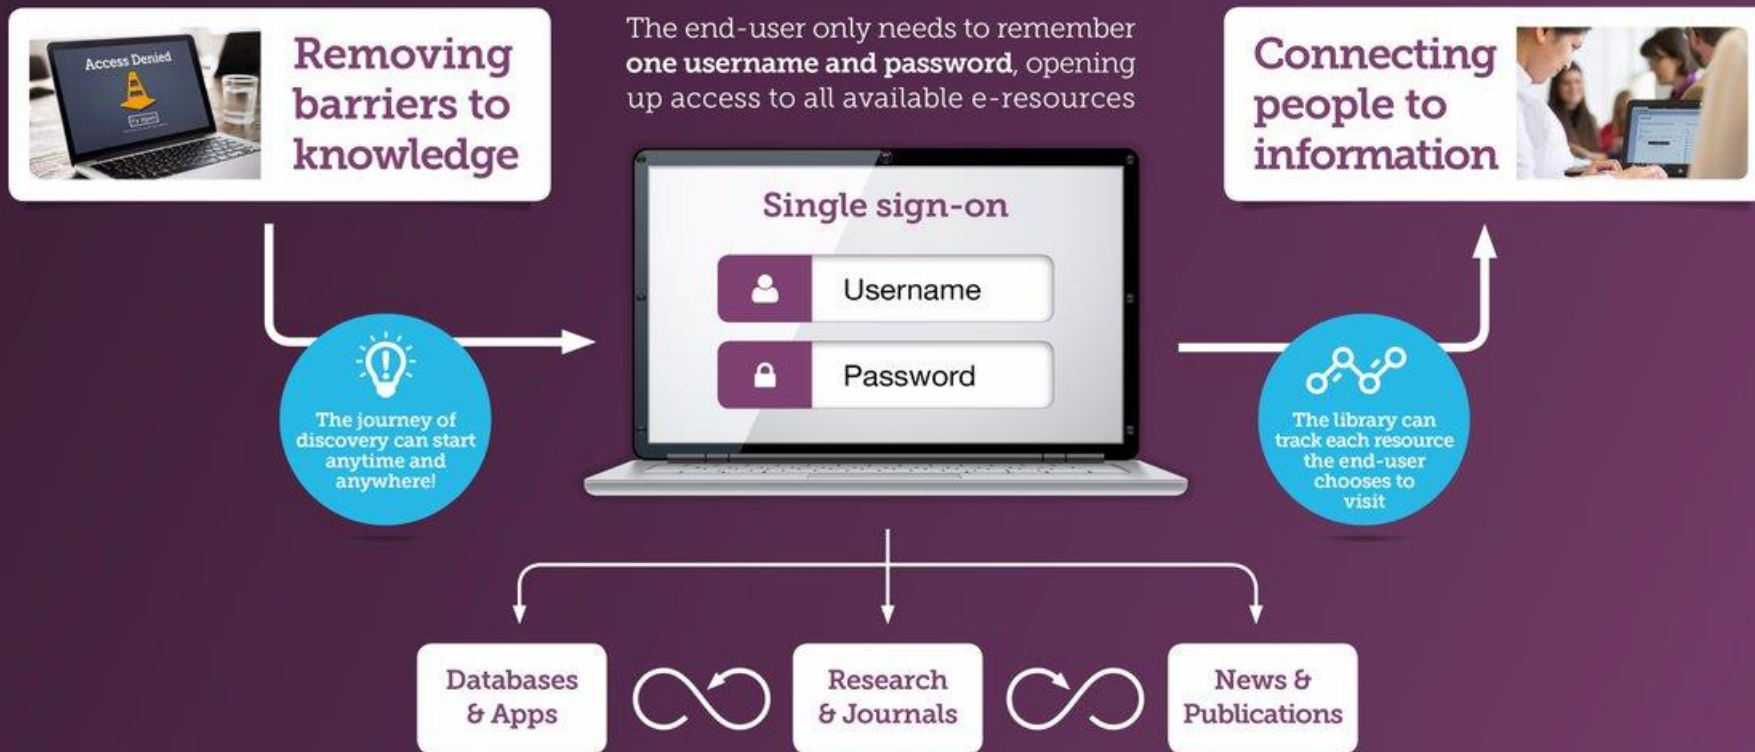 Access Denied
Removing
barriers to
knowledge
The end-user only needs to remember
one username and password, opening
up access to all available e-resources
Connecting
people to
information
Single sign-on
Username
Password
The journey of
discovery can start
anytime and
anywhere!
The library can
track each resource
the end-user
chooses to
visit
Databases
& Apps
Research
& Journals
News &
Publications